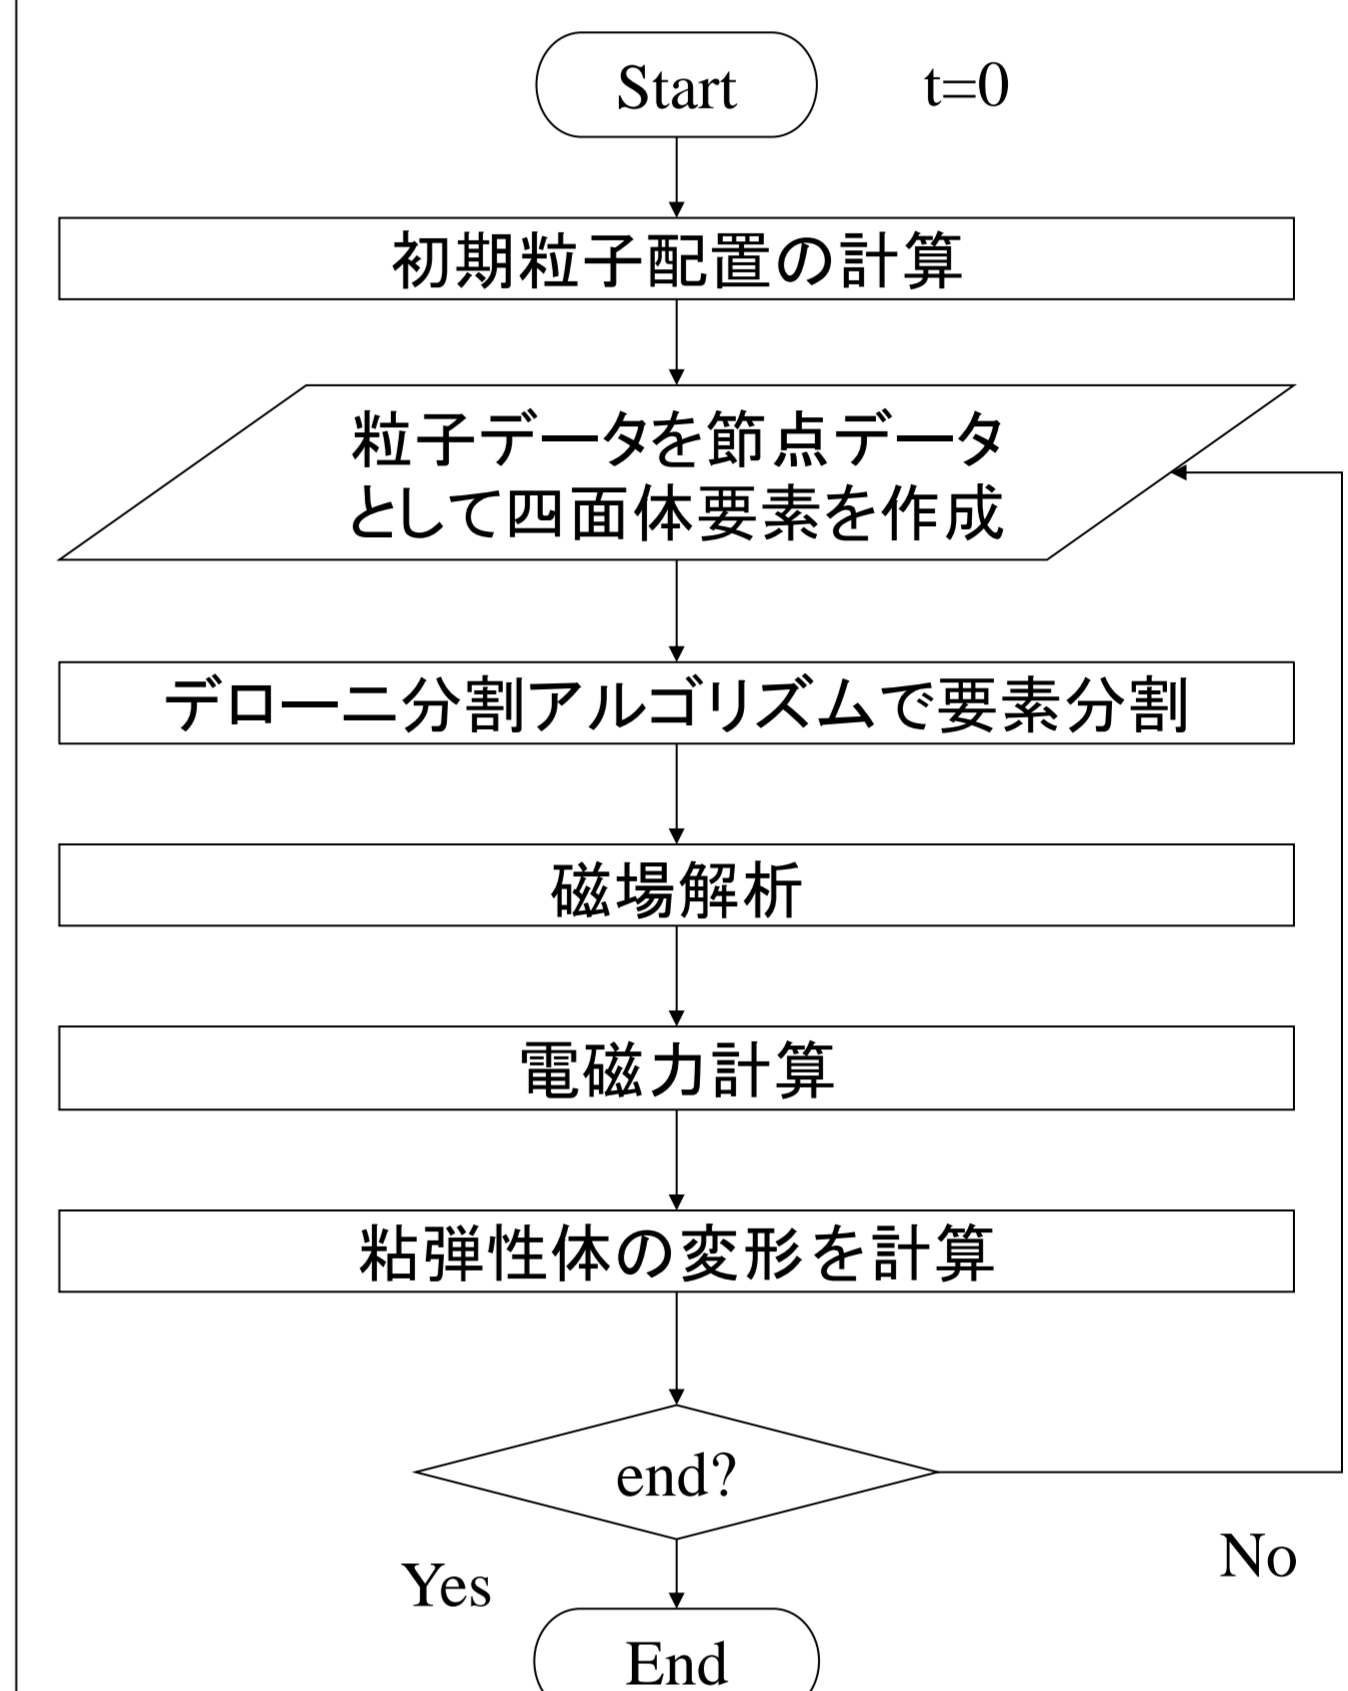 Start
t=0
初期粒子配置の計算
粒子データを節点データ
として四面体要素を作成
デローニ分割アルゴリズムで要素分割
磁場解析
電磁力計算
粘弾性体の変形を計算
end?
No
Yes
End